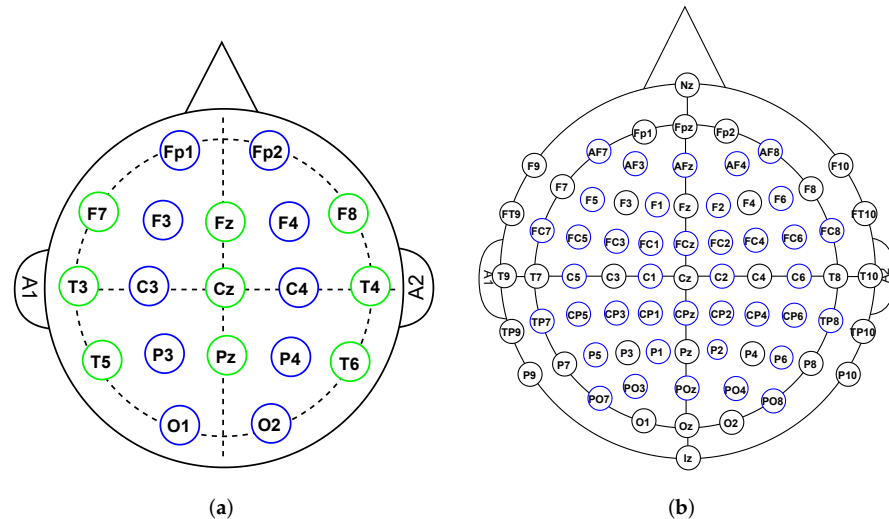 Fp1 Fp2
F7 F3 Fz F4 F8
A1 T3 C3 Cz C4 T4 A2
T5 P3 Pz P4 T6
O1 O2
(a)
Nz
Fp1 Fpz Fp2
F9 AF7 AF3 AFz AF4 AF8 F10
F7 F8
FT9 F5 F3 F1 Fz F2 F4 F6 FT10
FC7 FC5 FC3 FC1 FCz FC2 FC4 FC6 FC8
A1 T9 T7 C5 C3 C1 Cz C2 C4 C6 T8 T10
TP9 TP7 CP5 CP3 CP1 CPz CP2 CP4 CP6 TP8 TP10
P9 P7 P5 P3 P1 Pz P2 P4 P6 P8 P10
PO7 PO3 POz PO4 PO8
O1 Oz O2
Iz
(b)